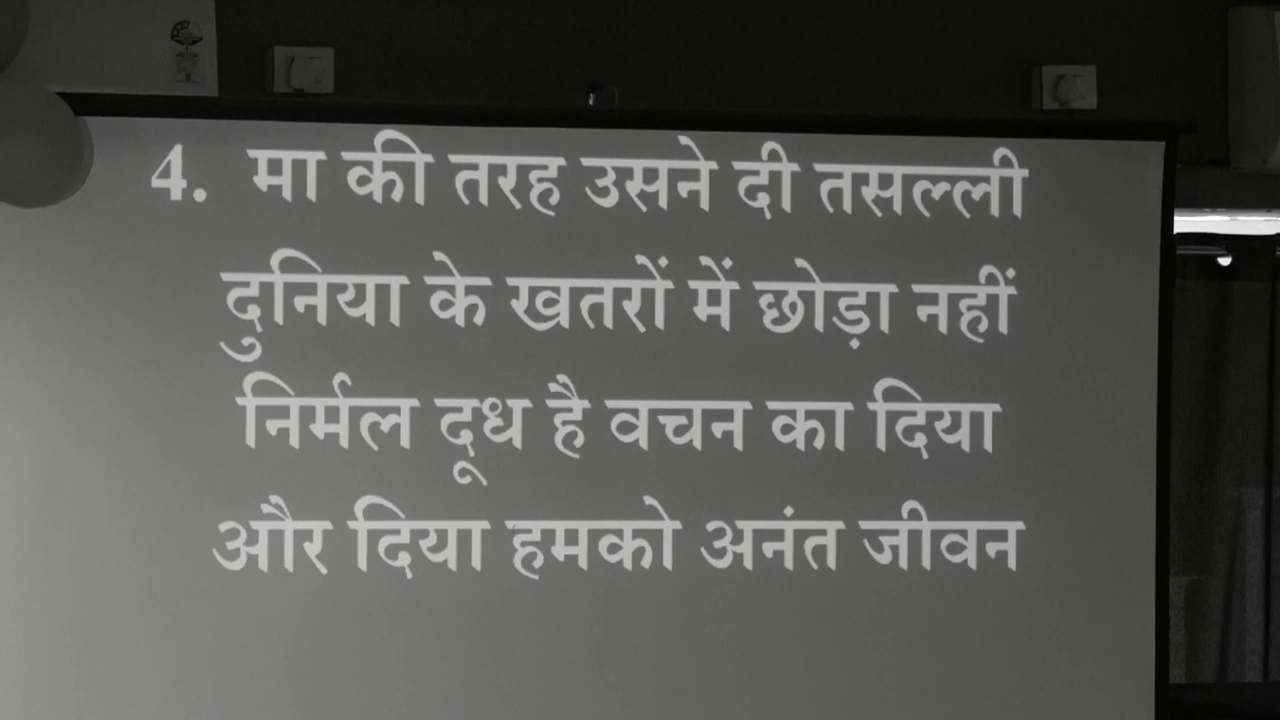 4. मा की तरह उसने दी तसल्ली
दुनिया के खतरों में छोड़ा नहीं
निर्मल दूध है वचन का दिया
और दिया हमको अनंत जीवन